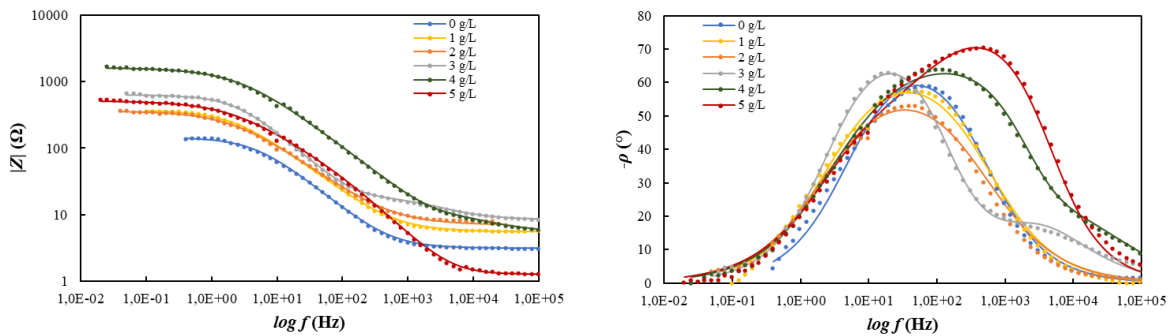 10000
1000
100
10
1
|Z| (Ω)
0 g/L
1 g/L
2 g/L
3 g/L
4 g/L
5 g/L
1,0E-02 1,0E-01 1,0E+00 1,0E+01 1,0E+02 1,0E+03 1,0E+04 1,0E+05
log f (Hz)
80
70
60
50
40
30
20
10
0
-ρ (°)
0 g/L
1 g/L
2 g/L
3 g/L
4 g/L
5 g/L
1,0E-02 1,0E-01 1,0E+00 1,0E+01 1,0E+02 1,0E+03 1,0E+04 1,0E+05
log f (Hz)